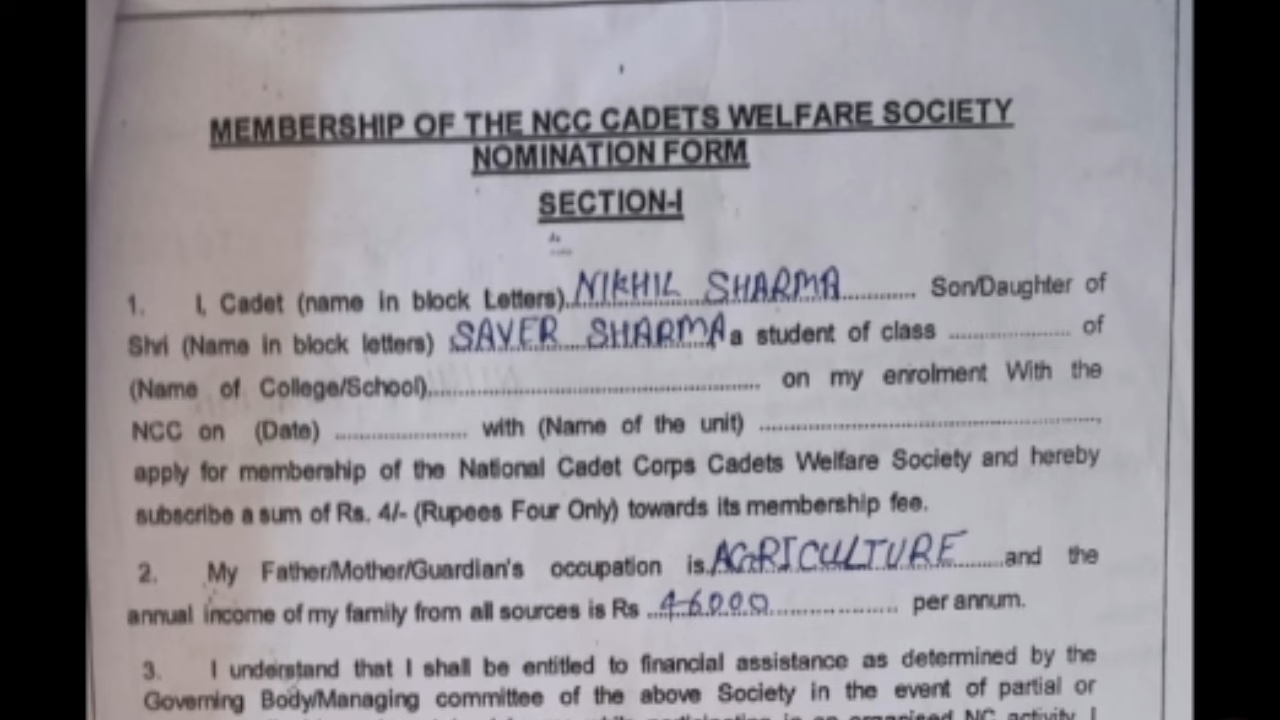 MEMBERSHIP OF THE NCC CADETS WELFARE SOCIETY
NOMINATION FORM
SECTION-I
1. I, Cadet (name in block Letters)..NIKHIL SHARMA............ Son/Daughter of
Shri (Name in block letters) SAVER SHARMA a student of class .................... of
(Name of College/School)........................................................ on my enrolment With the
NCC on (Date) ...................... with (Name of the unit) ........................................................,
apply for membership of the National Cadet Corps Cadets Welfare Society and hereby
subscribe a sum of Rs. 4/- (Rupees Four Only) towards its membership fee.
2. My Father/Mother/Guardian's occupation is.AGRICULTURE.......and the
annual income of my family from all sources is Rs ..46000..................... per annum.
3. I understand that I shall be entitled to financial assistance as determined by the
Governing Body/Managing committee of the above Society in the event of partial or
organised NC activity I